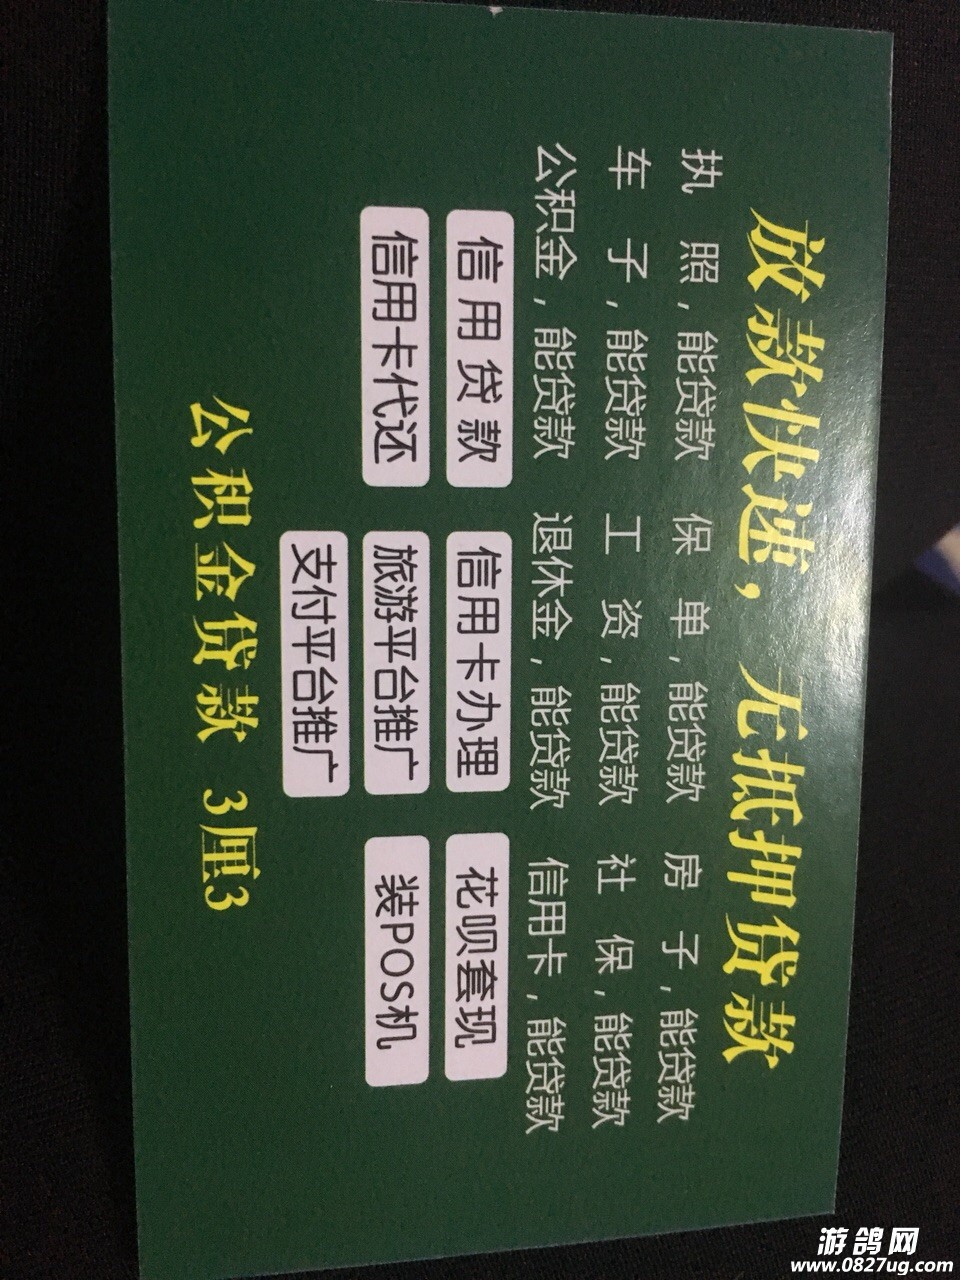 放款快速，无抵押贷款
执 照，能贷款 保 单，能贷款 房 子，能贷款
车 子，能贷款 工 资，能贷款 社 保，能贷款
公积金，能贷款 退休金，能贷款 信用卡，能贷款
信 用 贷 款 信用卡办理 花呗套现
信用卡代还 旅游平台推广 装POS机
支付平台推广
公积金贷款 3厘3
游鸽网
www.0827ug.com